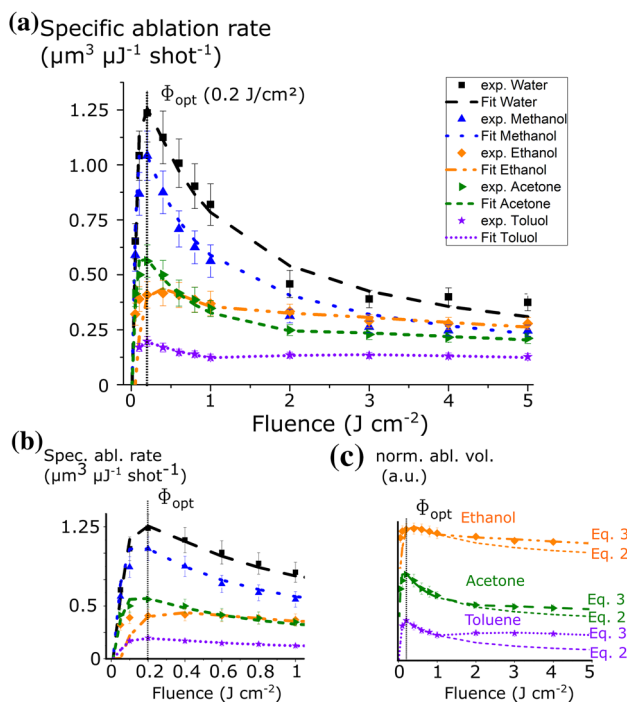 (a) Specific ablation rate
(µm³ µJ⁻¹ shot⁻¹)
Φopt (0.2 J/cm²)
exp. Water
Fit Water
exp. Methanol
Fit Methanol
exp. Ethanol
Fit Ethanol
exp. Acetone
Fit Acetone
exp. Toluol
Fit Toluol
1.25
1.00
0.75
0.50
0.25
0
0 1 2 3 4 5
Fluence (J cm⁻²)
(b) Spec. abl. rate
(µm³ µJ⁻¹ shot⁻¹)
Φopt
1.25
0.5
0
0.0 0.2 0.4 0.6 0.8 1
Fluence (J cm⁻²)
(c) norm. abl. vol.
(a.u.)
Φopt
Ethanol
Eq. 3
Eq. 2
Acetone
Eq. 3
Eq. 2
Toluene
Eq. 3
Eq. 2
0 1 2 3 4 5
Fluence (J cm⁻²)